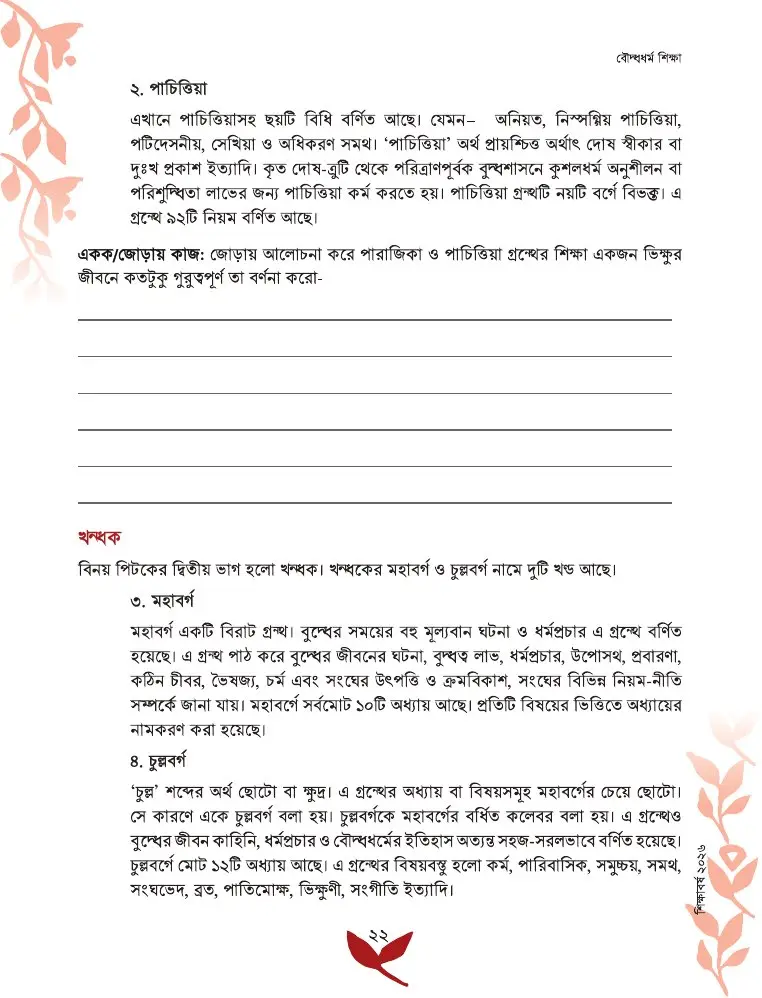 বৌদ্ধধর্ম শিক্ষা
২. পাচিত্তিয়া
এখানে পাচিত্তিয়াসহ ছয়টি বিধি বর্ণিত আছে। যেমন– অনিয়ত, নিস্সগ্গিয় পাচিত্তিয়া,
পটিদেসনীয়, সেখিয়া ও অধিকরণ সমথ। ‘পাচিত্তিয়া’ অর্থ প্রায়শ্চিত্ত অর্থাৎ দোষ স্বীকার বা
দুঃখ প্রকাশ ইত্যাদি। কৃত দোষ-ত্রুটি থেকে পরিত্রাণপূর্বক বুদ্ধশাসনে কুশলধর্ম অনুশীলন বা
পরিশুদ্ধিতা লাভের জন্য পাচিত্তিয়া কর্ম করতে হয়। পাচিত্তিয়া গ্রন্থটি নয়টি বর্গে বিভক্ত। এ
গ্রন্থে ৯২টি নিয়ম বর্ণিত আছে।
একক/জোড়ায় কাজ: জোড়ায় আলোচনা করে পারাজিকা ও পাচিত্তিয়া গ্রন্থের শিক্ষা একজন ভিক্ষুর
জীবনে কতটুকু গুরুত্বপূর্ণ তা বর্ণনা করো-
খন্ধক
বিনয় পিটকের দ্বিতীয় ভাগ হলো খন্ধক। খন্ধকের মহাবর্গ ও চুল্লবর্গ নামে দুটি খন্ড আছে।
৩. মহাবর্গ
মহাবর্গ একটি বিরাট গ্রন্থ। বুদ্ধের সময়ের বহু মূল্যবান ঘটনা ও ধর্মপ্রচার এ গ্রন্থে বর্ণিত
হয়েছে। এ গ্রন্থ পাঠ করে বুদ্ধের জীবনের ঘটনা, বুদ্ধত্ব লাভ, ধর্মপ্রচার, উপোসথ, প্রবারণা,
কঠিন চীবর, ভৈষজ্য, চর্ম এবং সংঘের উৎপত্তি ও ক্রমবিকাশ, সংঘের বিভিন্ন নিয়ম-নীতি
সম্পর্কে জানা যায়। মহাবর্গে সর্বমোট ১০টি অধ্যায় আছে। প্রতিটি বিষয়ের ভিত্তিতে অধ্যায়ের
নামকরণ করা হয়েছে।
৪. চুল্লবর্গ
‘চুল্ল’ শব্দের অর্থ ছোটো বা ক্ষুদ্র। এ গ্রন্থের অধ্যায় বা বিষয়সমূহ মহাবর্গের চেয়ে ছোটো।
সে কারণে একে চুল্লবর্গ বলা হয়। চুল্লবর্গকে মহাবর্গের বর্ধিত কলেবর বলা হয়। এ গ্রন্থেও
বুদ্ধের জীবন কাহিনি, ধর্মপ্রচার ও বৌদ্ধধর্মের ইতিহাস অত্যন্ত সহজ-সরলভাবে বর্ণিত হয়েছে।
চুল্লবর্গে মোট ১২টি অধ্যায় আছে। এ গ্রন্থের বিষয়বস্তু হলো কর্ম, পারিবাসিক, সমুচ্চয়, সমথ,
সংঘভেদ, ব্রত, পাতিমোক্ষ, ভিক্ষুণী, সংগীতি ইত্যাদি।
শিক্ষাবর্ষ ২০২৬
২২